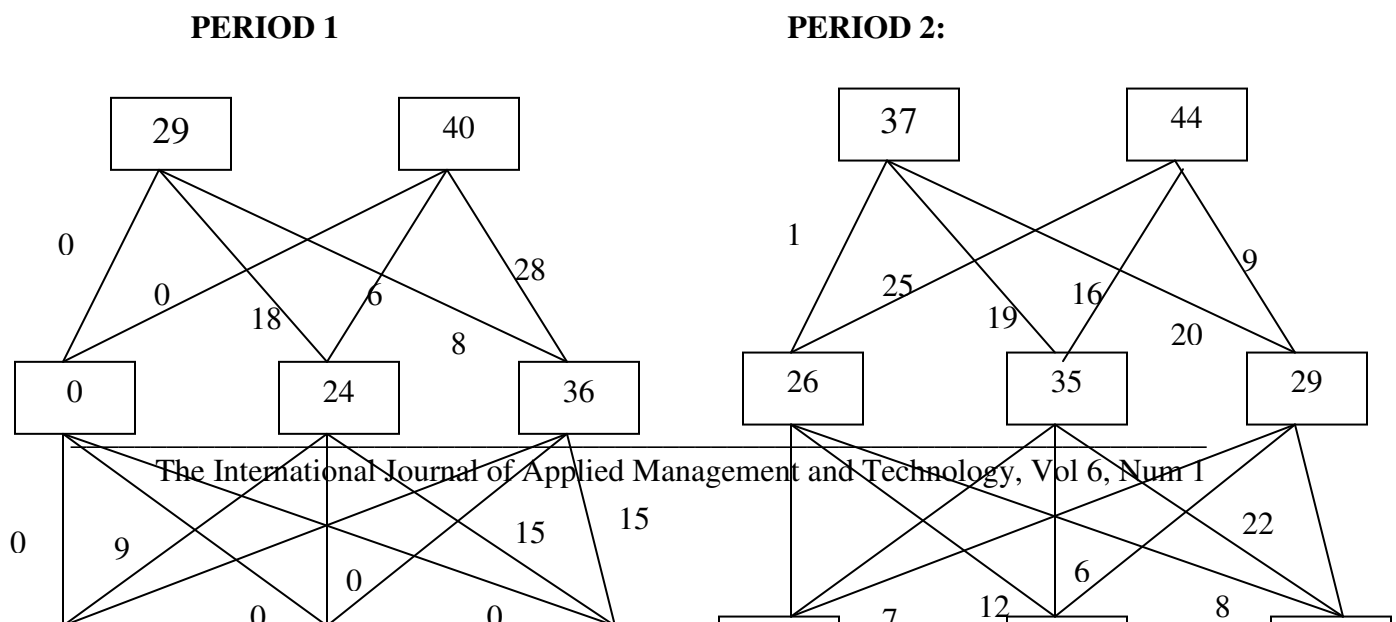 PERIOD 1 PERIOD 2:
29 40 37 44
0 1
28 9
0 6 25 16
18 19
8 20
0 24 36 26 35 29
The International Journal of Applied Management and Technology, Vol 6, Num 1
0 9 15 15 22
0 6
0 0 7 12 8